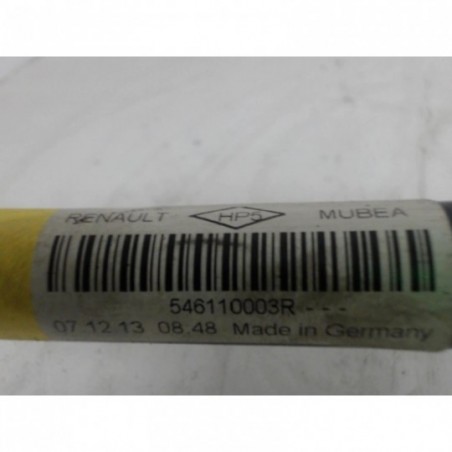 RENAULT HP5 MUBEA
546110003R - - -
07.12.13 08.48 Made in Germany